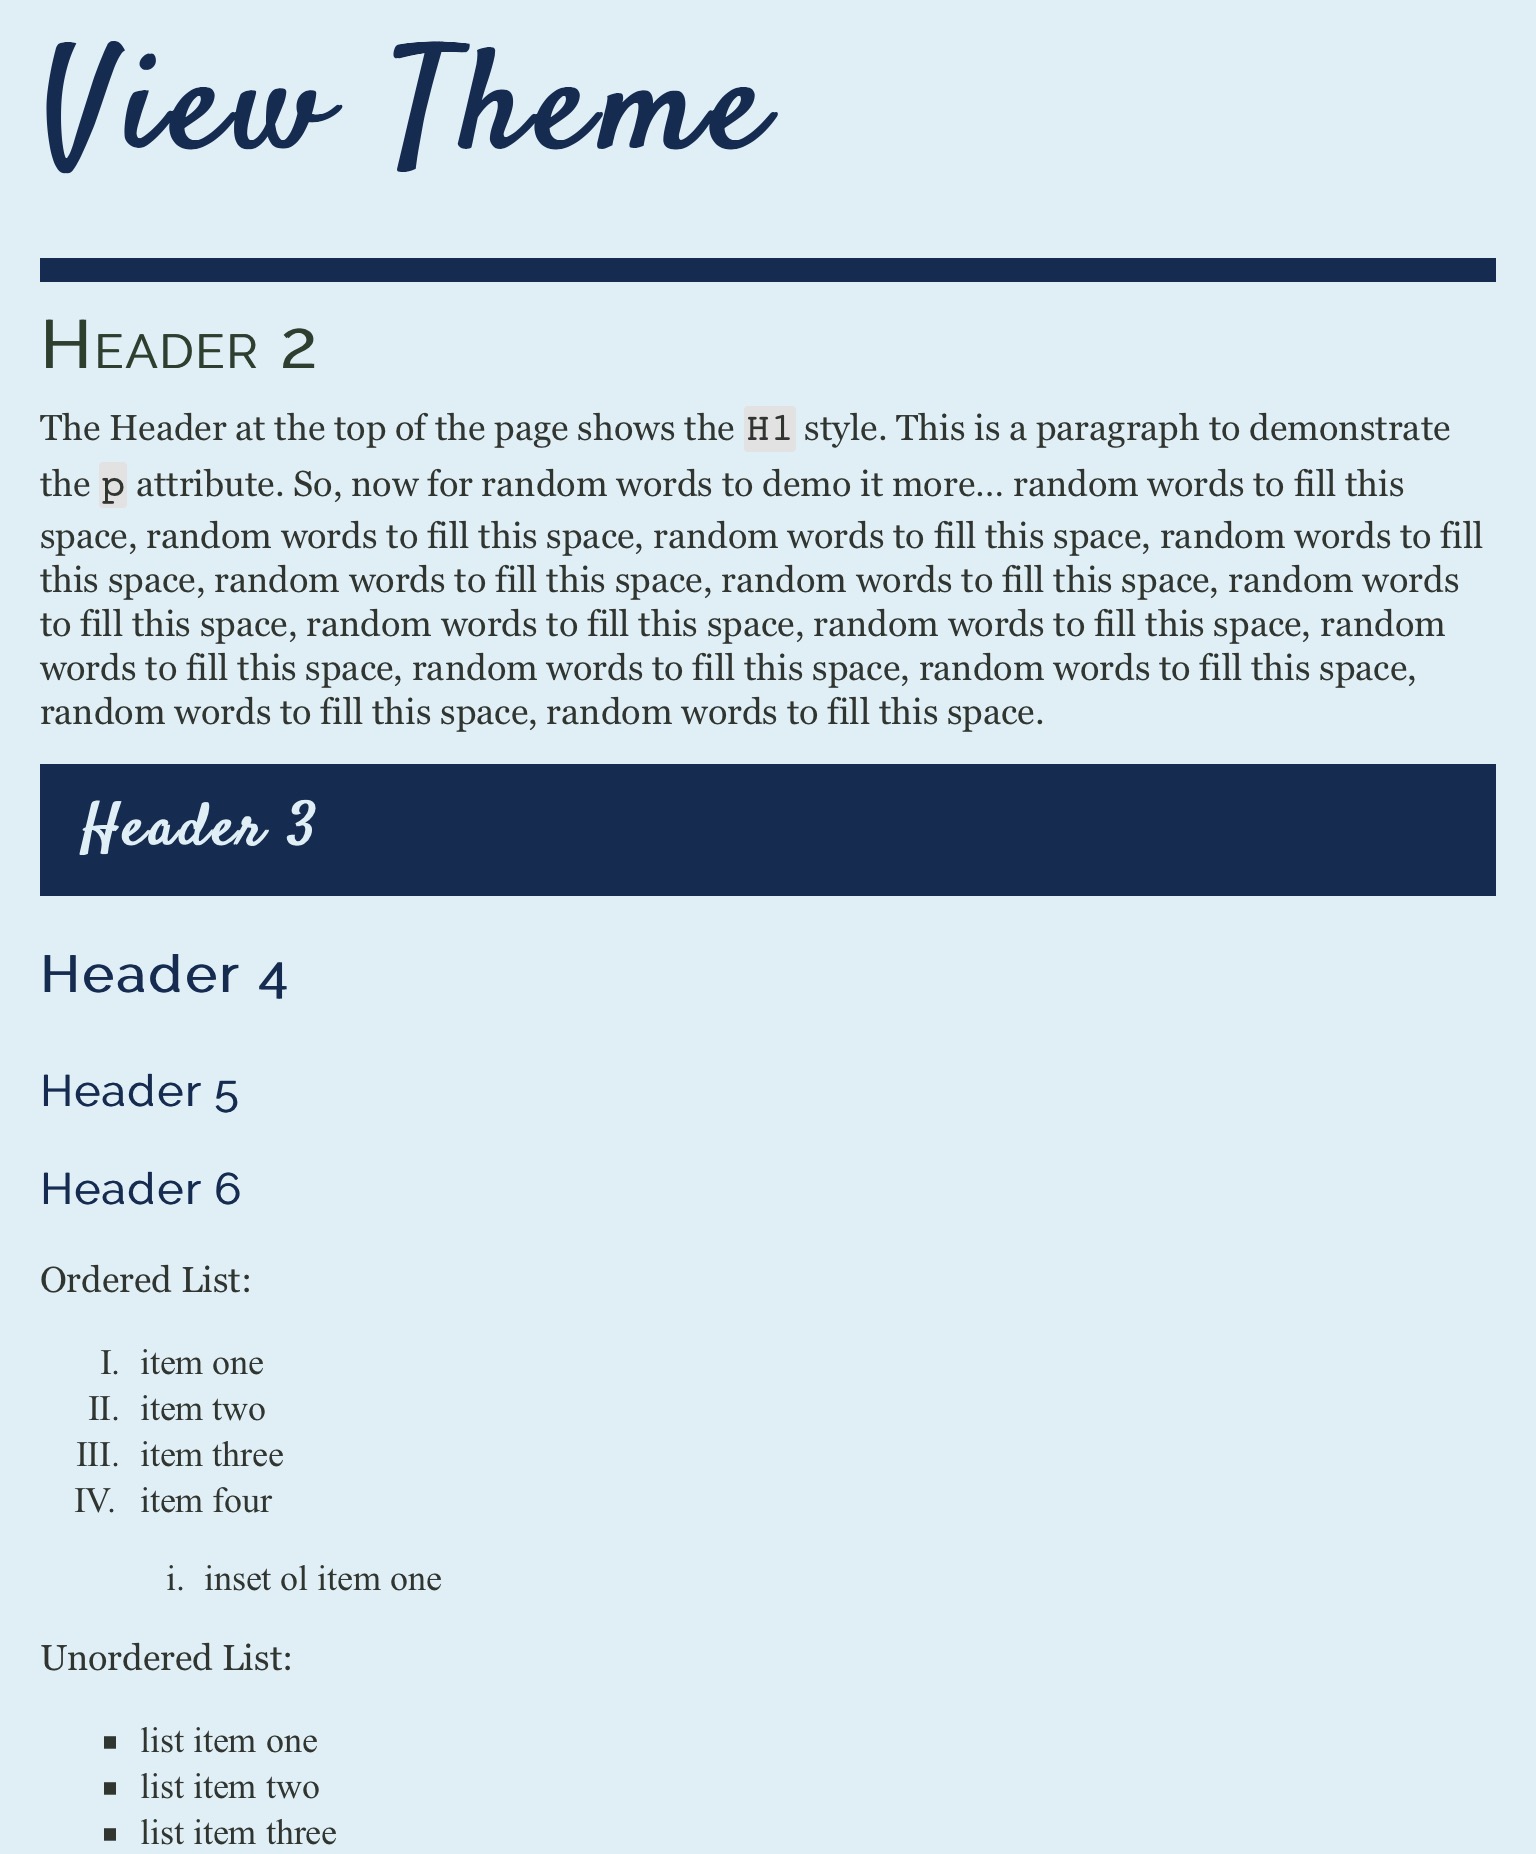 View Theme
Header 2
The Header at the top of the page shows the H1 style. This is a paragraph to demonstrate
the p attribute. So, now for random words to demo it more... random words to fill this
space, random words to fill this space, random words to fill this space, random words to fill
this space, random words to fill this space, random words to fill this space, random words
to fill this space, random words to fill this space, random words to fill this space, random
words to fill this space, random words to fill this space, random words to fill this space,
random words to fill this space, random words to fill this space.
Header 3
Header 4
Header 5
Header 6
Ordered List:
I. item one
II. item two
III. item three
IV. item four
i. inset ol item one
Unordered List:
▪ list item one
▪ list item two
▪ list item three